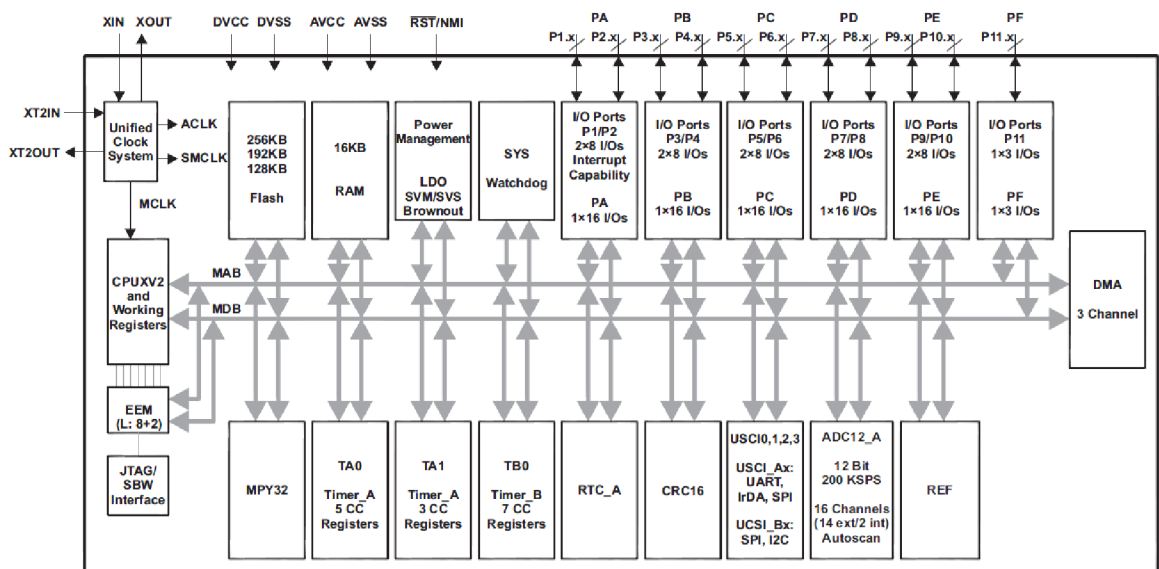 XIN XOUT DVCC DVSS AVCC AVSS RST/NMI PA PB PC PD PE PF
P1.x P2.x P3.x P4.x P5.x P6.x P7.x P8.x P9.x P10.x P11.x
XT2IN
XT2OUT
Unified
Clock
System
ACLK
SMCLK
MCLK
256KB
192KB
128KB
Flash
16KB
RAM
Power
Management
LDO
SVM/SVS
Brownout
SYS
Watchdog
I/O Ports
P1/P2
2×8 I/Os
Interrupt
Capability
PA
1×16 I/Os
I/O Ports
P3/P4
2×8 I/Os
PB
1×16 I/Os
I/O Ports
P5/P6
2×8 I/Os
PC
1×16 I/Os
I/O Ports
P7/P8
2×8 I/Os
PD
1×16 I/Os
I/O Ports
P9/P10
2×8 I/Os
PE
1×16 I/Os
I/O Ports
P11
1×3 I/Os
PF
1×3 I/Os
CPUXV2
and
Working
Registers
MAB
MDB
DMA
3 Channel
EEM
(L: 8+2)
JTAG/
SBW
Interface
MPY32
TA0
Timer_A
5 CC
Registers
TA1
Timer_A
3 CC
Registers
TB0
Timer_B
7 CC
Registers
RTC_A
CRC16
USCI0,1,2,3
USCI_Ax:
UART,
IrDA, SPI
UCSI_Bx:
SPI, I2C
ADC12_A
12 Bit
200 KSPS
16 Channels
(14 ext/2 int)
Autoscan
REF